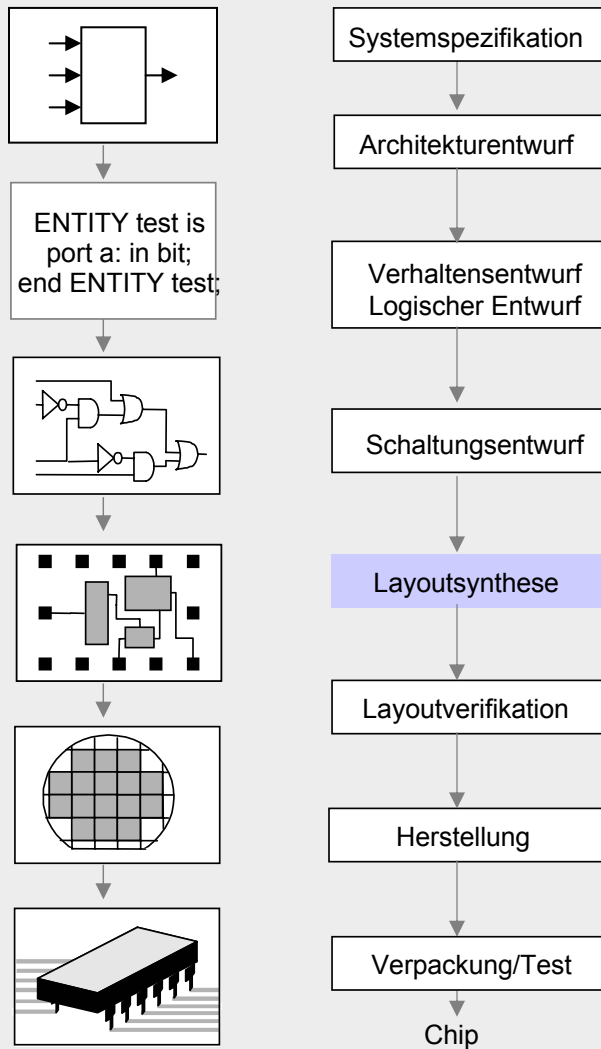 Systemspezifikation
Architekturentwurf
ENTITY test is
port a: in bit;
end ENTITY test;
Verhaltensentwurf
Logischer Entwurf
Schaltungsentwurf
Layoutsynthese
Layoutverifikation
Herstellung
Verpackung/Test
Chip